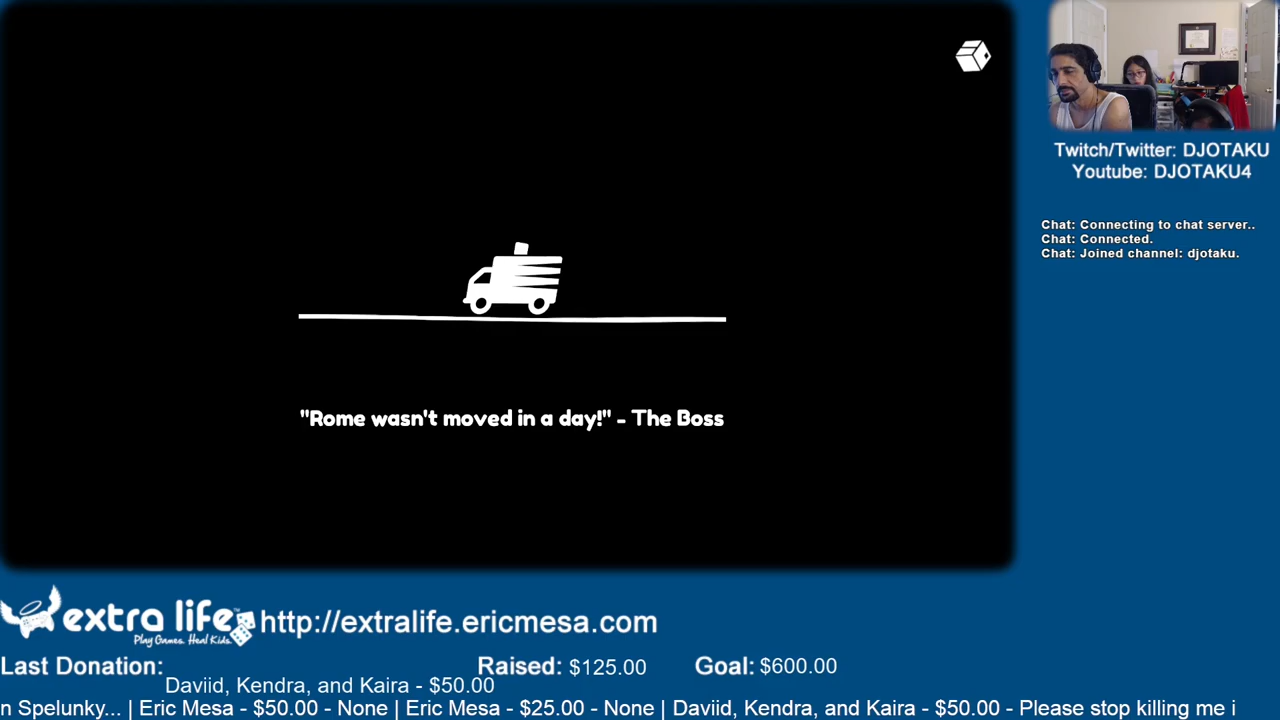 Twitch/Twitter: DJOTAKU
Youtube: DJOTAKU4
Chat: Connecting to chat server..
Chat: Connected.
Chat: Joined channel: djotaku.
"Rome wasn't moved in a day!" - The Boss
extra life
Play Games. Heal Kids.
http://extralife.ericmesa.com
Last Donation:
Daviid, Kendra, and Kaira - $50.00
Raised: $125.00
Goal: $600.00
n Spelunky... | Eric Mesa - $50.00 - None | Eric Mesa - $25.00 - None | Daviid, Kendra, and Kaira - $50.00 - Please stop killing me i